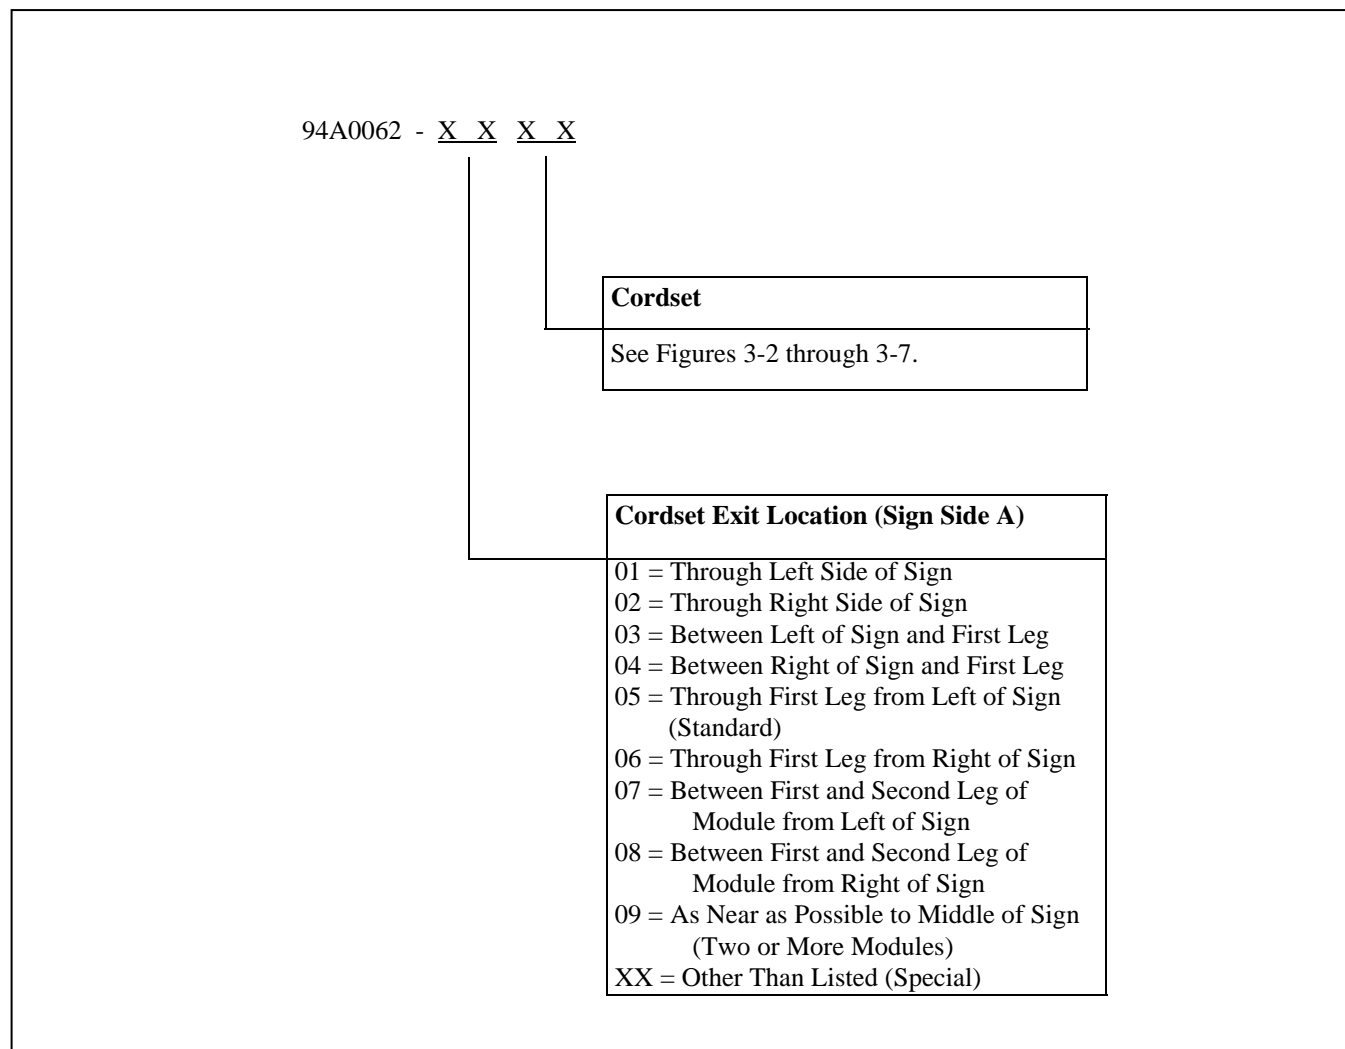 94A0062 - X X X X
Cordset
See Figures 3-2 through 3-7.
Cordset Exit Location (Sign Side A)
01 = Through Left Side of Sign
02 = Through Right Side of Sign
03 = Between Left of Sign and First Leg
04 = Between Right of Sign and First Leg
05 = Through First Leg from Left of Sign
(Standard)
06 = Through First Leg from Right of Sign
07 = Between First and Second Leg of
Module from Left of Sign
08 = Between First and Second Leg of
Module from Right of Sign
09 = As Near as Possible to Middle of Sign
(Two or More Modules)
XX = Other Than Listed (Special)